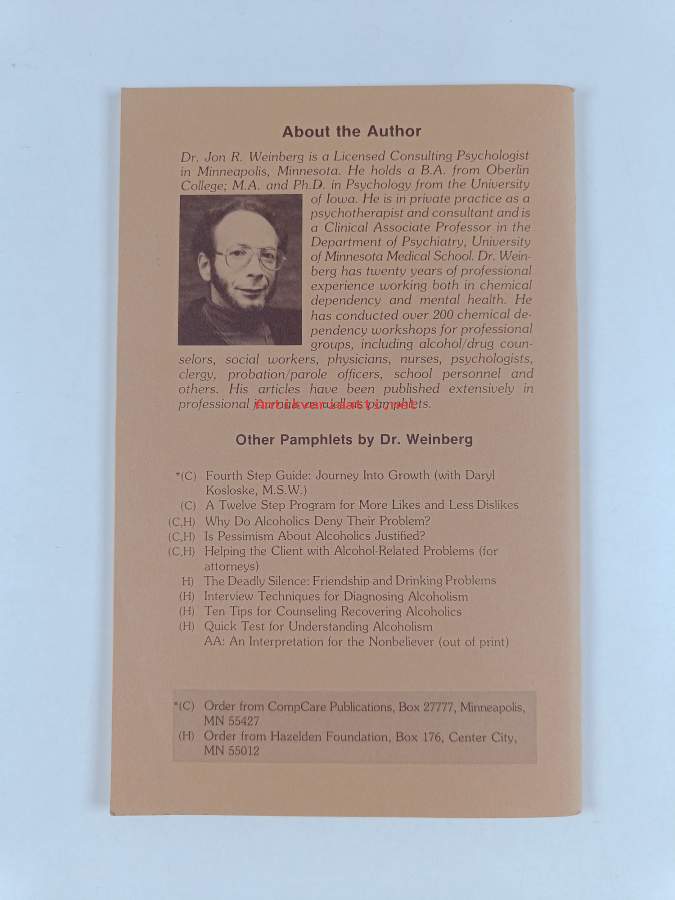 About the Author
Dr. Jon R. Weinberg is a Licensed Consulting Psychologist
in Minneapolis, Minnesota. He holds a B.A. from Oberlin
College; M.A. and Ph.D. in Psychology from the University
of Iowa. He is in private practice as a
psychotherapist and consultant and is
a Clinical Associate Professor in the
Department of Psychiatry, University
of Minnesota Medical School. Dr. Wein-
berg has twenty years of professional
experience working both in chemical
dependency and mental health. He
has conducted over 200 chemical de-
pendency workshops for professional
groups, including alcohol/drug coun-
selors, social workers, physicians, nurses, psychologists,
clergy, probation/parole officers, school personnel and
others. His articles have been published extensively in
professional journals as well as pamphlets.
Other Pamphlets by Dr. Weinberg
*(C) Fourth Step Guide: Journey Into Growth (with Daryl
Kosloske, M.S.W.)
(C) A Twelve Step Program for More Likes and Less Dislikes
(C,H) Why Do Alcoholics Deny Their Problem?
(C,H) Is Pessimism About Alcoholics Justified?
(C,H) Helping the Client with Alcohol-Related Problems (for
attorneys)
H) The Deadly Silence: Friendship and Drinking Problems
(H) Interview Techniques for Diagnosing Alcoholism
(H) Ten Tips for Counseling Recovering Alcoholics
(H) Quick Test for Understanding Alcoholism
AA: An Interpretation for the Nonbeliever (out of print)
*(C) Order from CompCare Publications, Box 27777, Minneapolis,
MN 55427
(H) Order from Hazelden Foundation, Box 176, Center City,
MN 55012